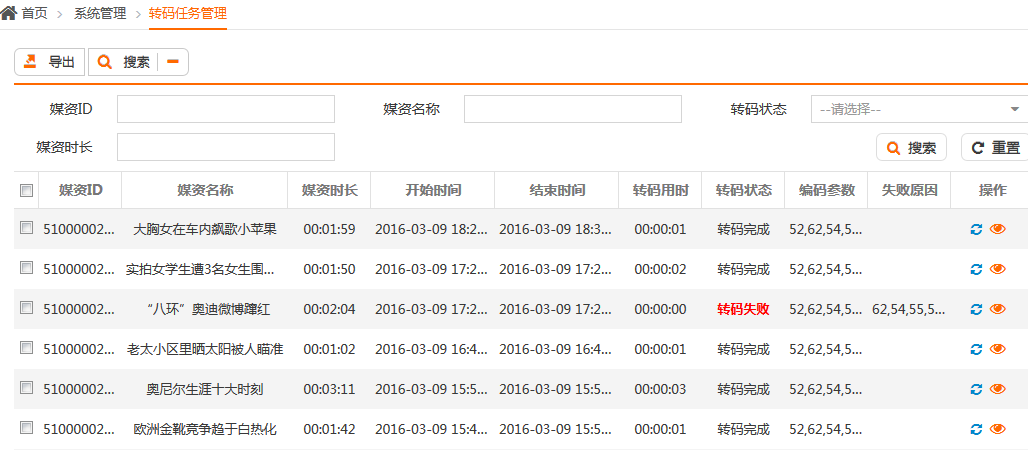 首页 > 系统管理 > 转码任务管理
导出 搜索
媒资ID 媒资名称 转码状态 --请选择--
媒资时长 搜索 重置
媒资ID 媒资名称 媒资时长 开始时间 结束时间 转码用时 转码状态 编码参数 失败原因 操作
51000002... 大胸女在车内飙歌小苹果 00:01:59 2016-03-09 18:2... 2016-03-09 18:3... 00:00:01 转码完成 52,62,54,5...
51000002... 实拍女学生遭3名女生围... 00:01:50 2016-03-09 17:2... 2016-03-09 17:2... 00:00:02 转码完成 52,62,54,5...
51000002... “八环”奥迪微博蹿红 00:02:04 2016-03-09 17:2... 2016-03-09 17:2... 00:00:00 转码失败 52,62,54,5... 62,54,55,5...
51000002... 老太小区里晒太阳被人瞄准 00:01:02 2016-03-09 16:4... 2016-03-09 16:4... 00:00:01 转码完成 52,62,54,5...
51000002... 奥尼尔生涯十大时刻 00:03:11 2016-03-09 15:5... 2016-03-09 15:5... 00:00:03 转码完成 52,62,54,5...
51000002... 欧洲金靴竞争趋于白热化 00:01:42 2016-03-09 15:4... 2016-03-09 15:5... 00:00:01 转码完成 52,62,54,5...